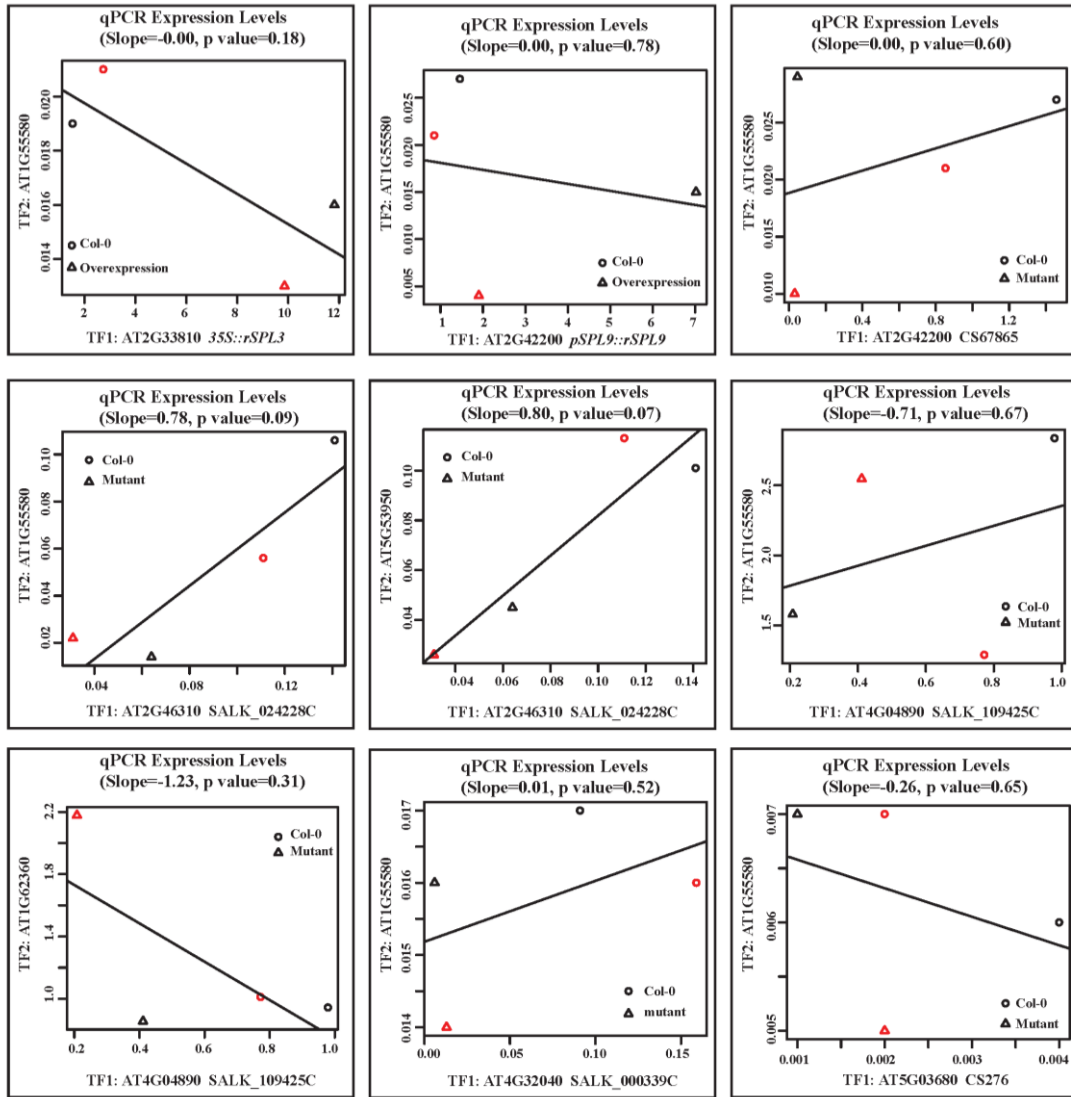 qPCR Expression Levels
(Slope=-0.00, p value=0.18)
TF2: AT1G55580
0.020
0.016
0.014
Col-0
Overexpression
2 4 6 8 10 12
TF1: AT2G33810 35S::rSPL3
qPCR Expression Levels
(Slope=0.00, p value=0.78)
TF2: AT1G55580
0.025
0.020
0.015
0.010
0.005
Col-0
Overexpression
1 2 3 4 5 6 7
TF1: AT2G42200 pSPL9::rSPL9
qPCR Expression Levels
(Slope=0.00, p value=0.60)
TF2: AT1G55580
0.025
0.020
0.015
0.010
Col-0
Mutant
0.0 0.4 0.8 1.2
TF1: AT2G42200 CS67865
qPCR Expression Levels
(Slope=0.78, p value=0.09)
TF2: AT1G55580
0.10
0.08
0.06
0.04
0.02
Col-0
Mutant
0.04 0.08 0.12
TF1: AT2G46310 SALK_024228C
qPCR Expression Levels
(Slope=0.80, p value=0.07)
TF2: AT5G53950
0.10
0.08
0.06
0.04
Col-0
Mutant
0.04 0.06 0.08 0.10 0.12 0.14
TF1: AT2G46310 SALK_024228C
qPCR Expression Levels
(Slope=-0.71, p value=0.67)
TF2: AT1G55580
2.5
2.0
1.5
Col-0
Mutant
0.2 0.4 0.6 0.8 1.0
TF1: AT4G04890 SALK_109425C
qPCR Expression Levels
(Slope=-1.23, p value=0.31)
TF2: AT1G62360
2.2
1.8
1.4
1.0
Col-0
Mutant
0.2 0.4 0.6 0.8 1.0
TF1: AT4G04890 SALK_109425C
qPCR Expression Levels
(Slope=0.01, p value=0.52)
TF2: AT1G55580
0.017
0.016
0.015
0.014
Col-0
mutant
0.00 0.05 0.10 0.15
TF1: AT4G32040 SALK_000339C
qPCR Expression Levels
(Slope=-0.26, p value=0.65)
TF2: AT1G55580
0.007
0.006
0.005
Col-0
Mutant
0.001 0.002 0.003 0.004
TF1: AT5G03680 CS276